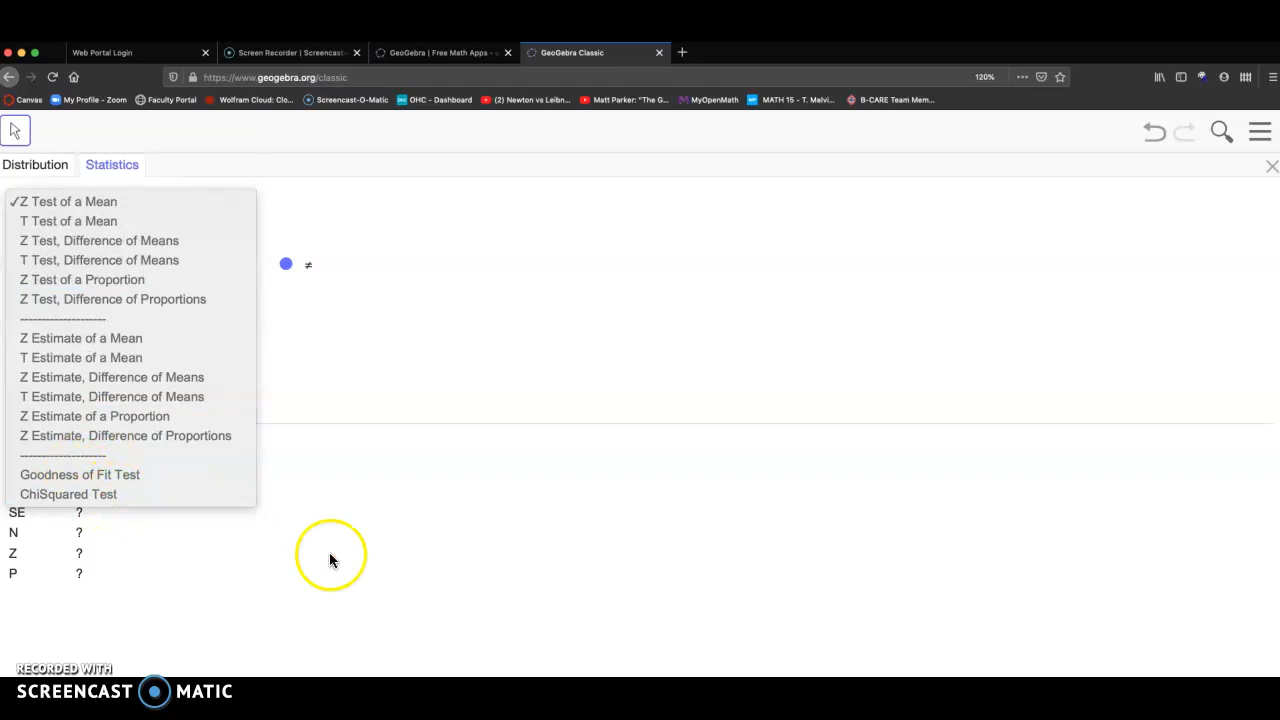 Web Portal Login
Screen Recorder | Screencast-
GeoGebra | Free Math Apps - u
GeoGebra Classic
https://www.geogebra.org/classic
120%
Canvas
My Profile - Zoom
Faculty Portal
Wolfram Cloud: Clo...
Screencast-O-Matic
OHC - Dashboard
(2) Newton vs Leibn...
Matt Parker: "The G...
MyOpenMath
MATH 15 - T. Melvi...
B-CARE Team Mem...
Distribution
Statistics
✓Z Test of a Mean
T Test of a Mean
Z Test, Difference of Means
T Test, Difference of Means
Z Test of a Proportion
Z Test, Difference of Proportions
--------------------
Z Estimate of a Mean
T Estimate of a Mean
Z Estimate, Difference of Means
T Estimate, Difference of Means
Z Estimate of a Proportion
Z Estimate, Difference of Proportions
--------------------
Goodness of Fit Test
ChiSquared Test
≠
SE ?
N ?
Z ?
P ?
RECORDED WITH
SCREENCAST MATIC